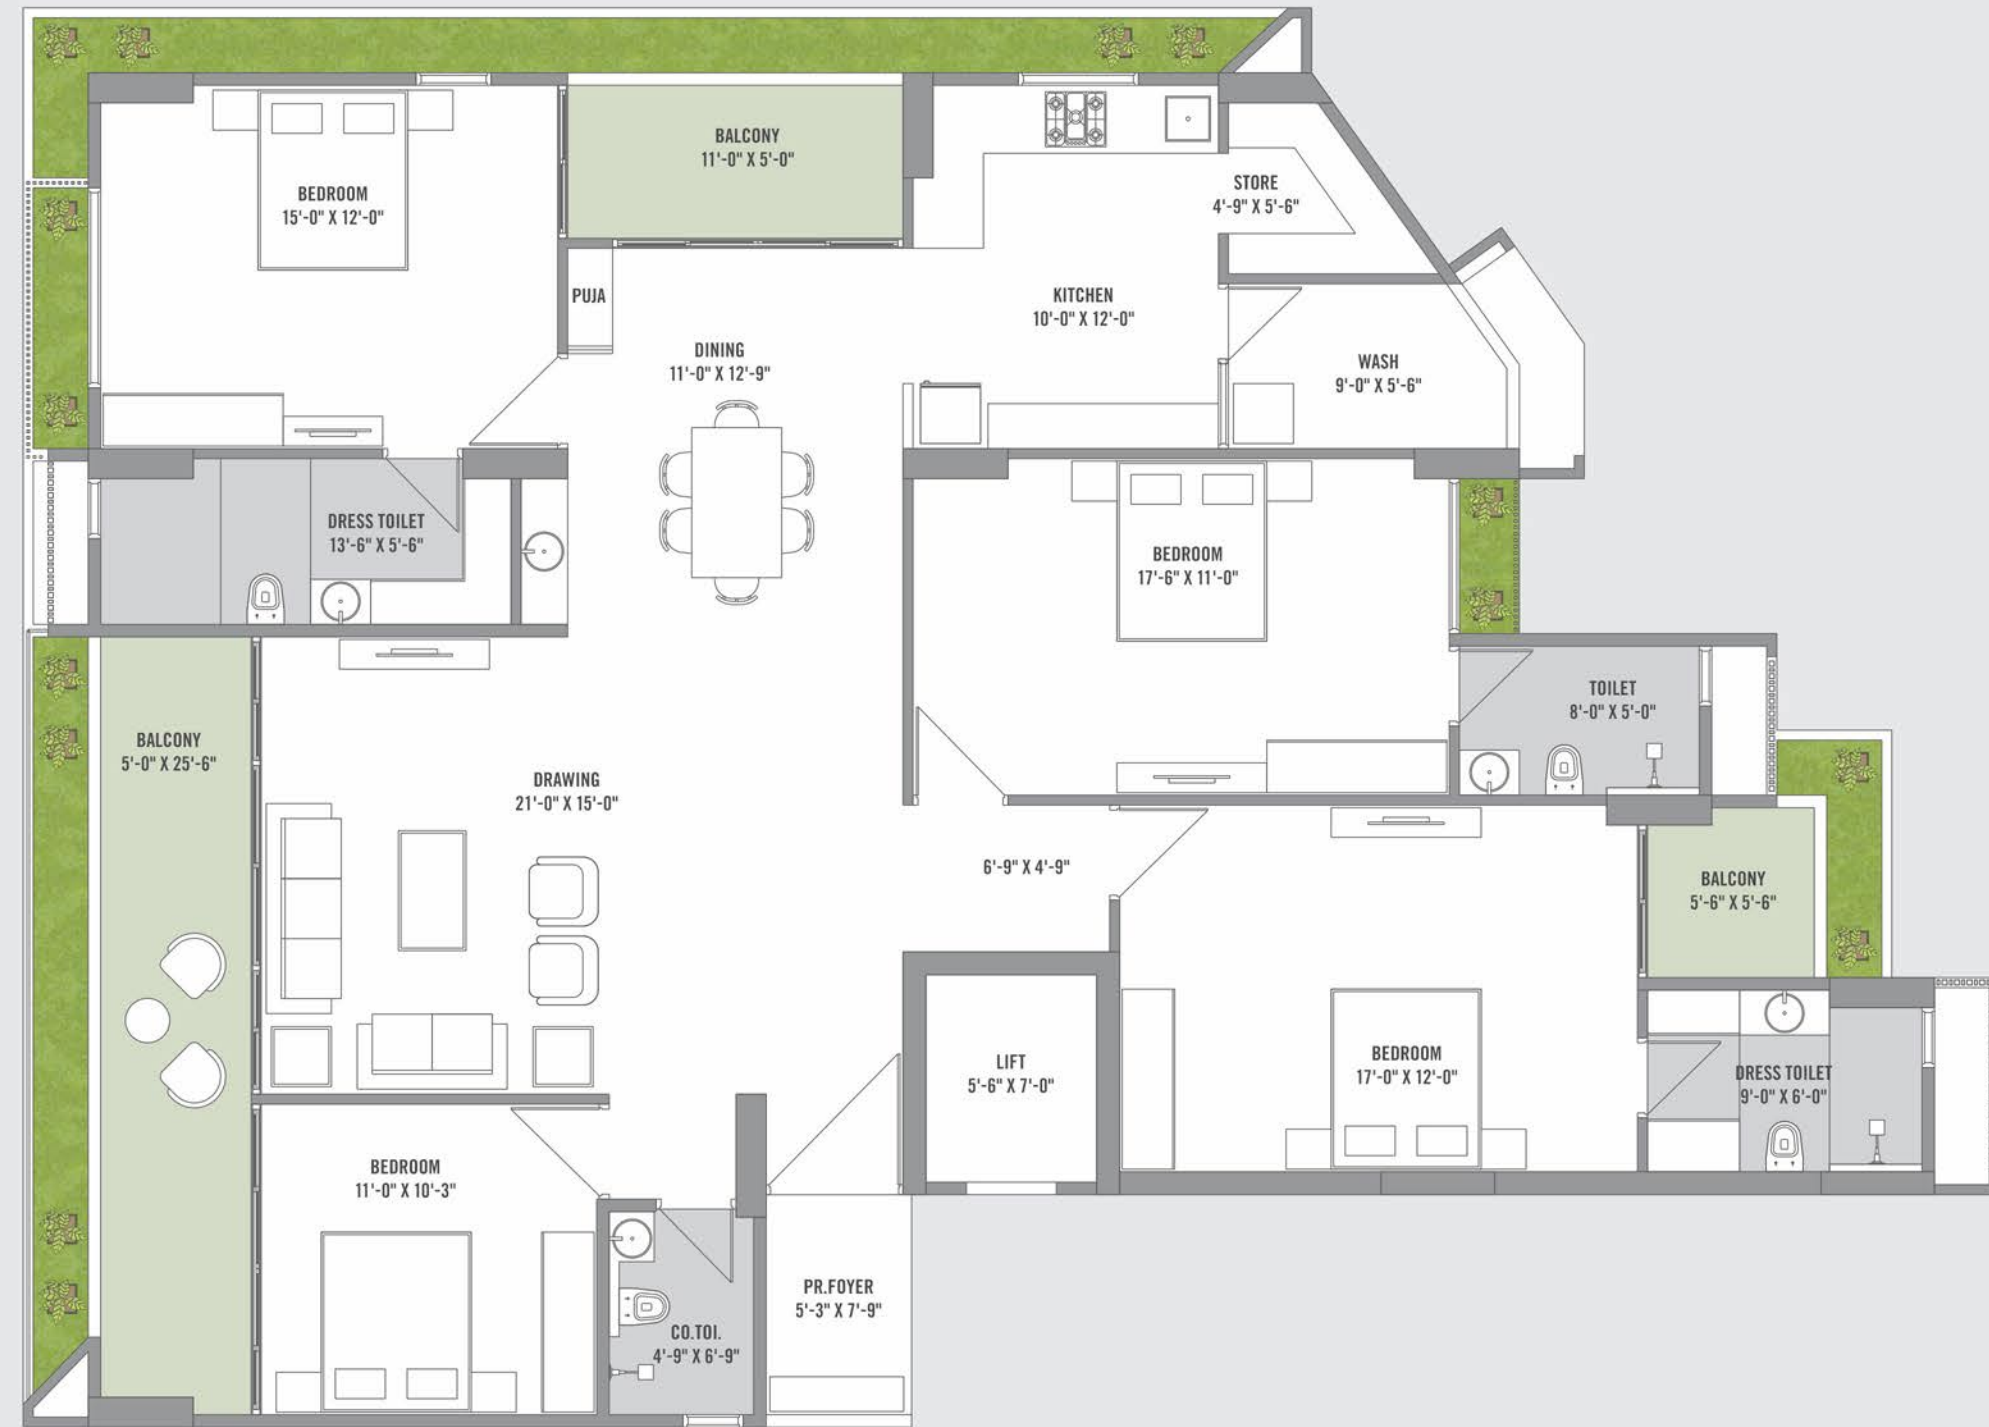 BALCONY
11'-0" X 5'-0"
BEDROOM
15'-0" X 12'-0"
STORE
4'-9" X 5'-6"
PUJA
KITCHEN
10'-0" X 12'-0"
DINING
11'-0" X 12'-9"
WASH
9'-0" X 5'-6"
DRESS TOILET
13'-6" X 5'-6"
BEDROOM
17'-6" X 11'-0"
TOILET
8'-0" X 5'-0"
BALCONY
5'-0" X 25'-6"
DRAWING
21'-0" X 15'-0"
6'-9" X 4'-9"
BALCONY
5'-6" X 5'-6"
LIFT
5'-6" X 7'-0"
BEDROOM
17'-0" X 12'-0"
DRESS TOILET
9'-0" X 6'-0"
BEDROOM
11'-0" X 10'-3"
PR.FOYER
5'-3" X 7'-9"
CO.TOI.
4'-9" X 6'-9"